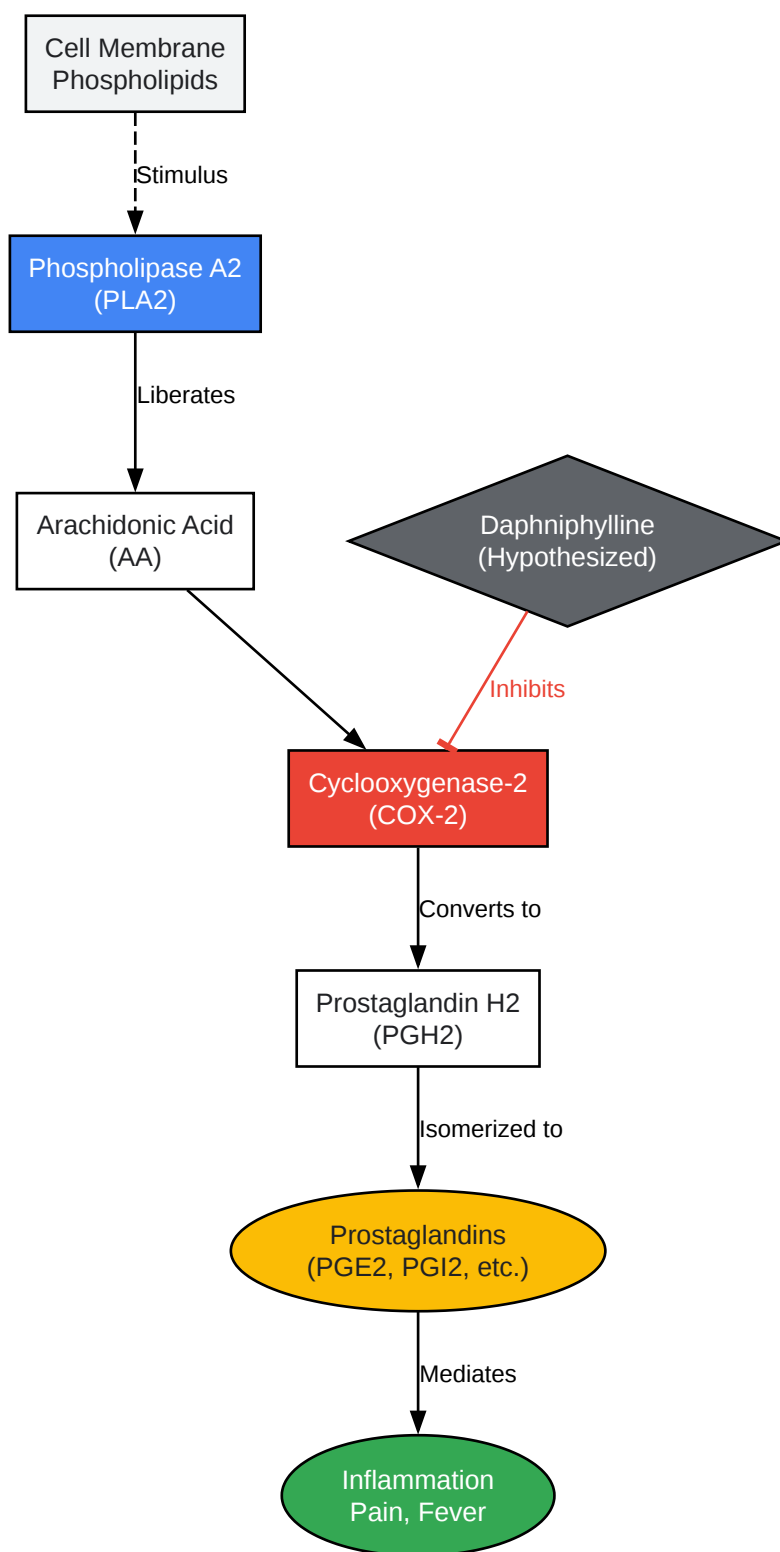 Cell Membrane
Phospholipids
Stimulus
Phospholipase A2
(PLA2)
Liberates
Arachidonic Acid
(AA)
Daphniphylline
(Hypothesized)
Inhibits
Cyclooxygenase-2
(COX-2)
Converts to
Prostaglandin H2
(PGH2)
Isomerized to
Prostaglandins
(PGE2, PGI2, etc.)
Mediates
Inflammation
Pain, Fever